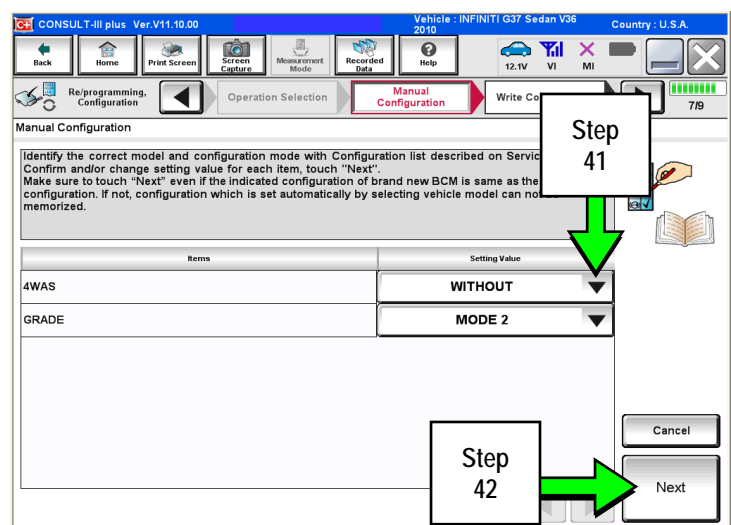 C+ CONSULT-III plus Ver.V11.10.00
Vehicle : INFINITI G37 Sedan V36 2010
Country : U.S.A.
Back
Home
Print Screen
Screen Capture
Measurement Mode
Recorded Data
Help
12.1V
VI
MI
Re/programming, Configuration
Operation Selection
Manual Configuration
Write Co
7/9
Manual Configuration
Step
41
Identify the correct model and configuration mode with Configuration list described on Servic
Confirm and/or change setting value for each item, touch "Next".
Make sure to touch "Next" even if the indicated configuration of brand new BCM is same as the
configuration. If not, configuration which is set automatically by selecting vehicle model can not
memorized.
Items
Setting Value
4WAS
WITHOUT
GRADE
MODE 2
Cancel
Step
42
Next